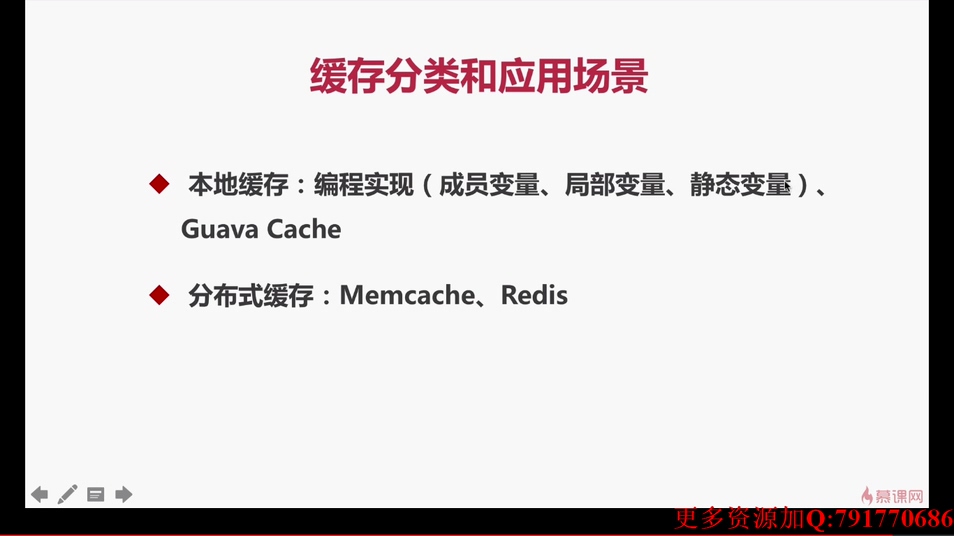 缓存分类和应用场景
本地缓存：编程实现（成员变量、局部变量、静态变量）、
Guava Cache
分布式缓存：Memcache、Redis
慕课网
更多资源加Q:791770686